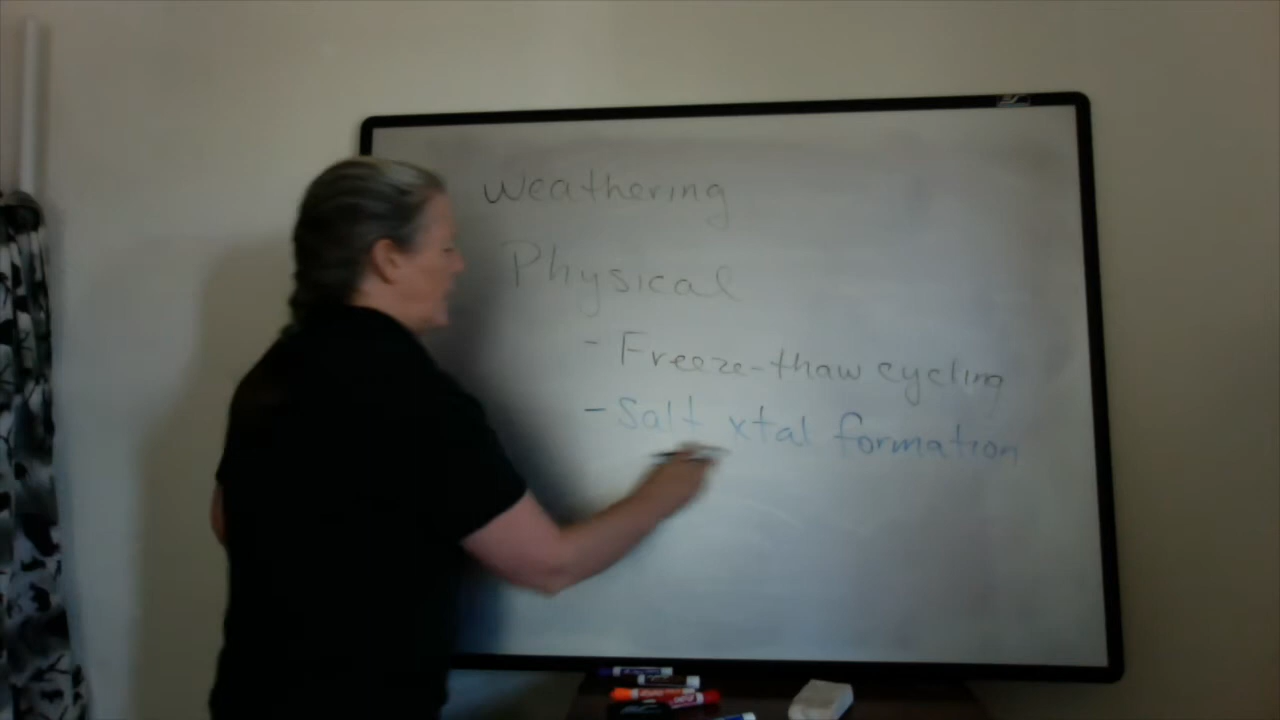 Weathering
Physical
- Freeze-thaw cycling
- Salt xtal formation